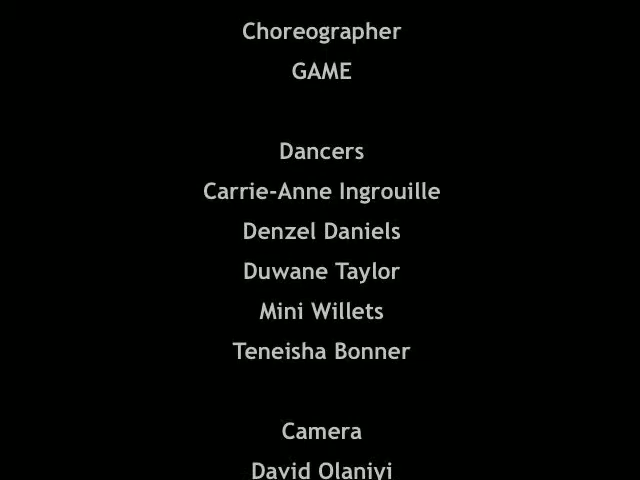 Choreographer
GAME
Dancers
Carrie-Anne Ingrouille
Denzel Daniels
Duwane Taylor
Mini Willets
Teneisha Bonner
Camera
David Olaniyi